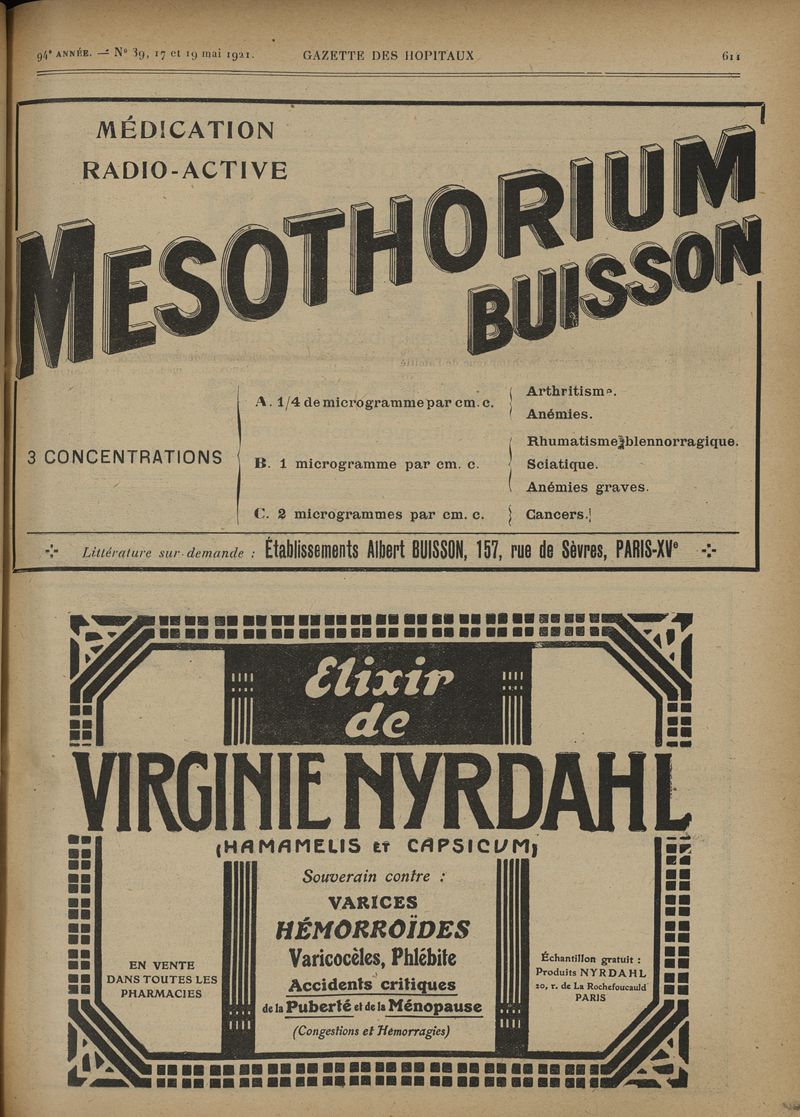 94e ANNÉE. — No 39, 17 et 19 mai 1921. GAZETTE DES HOPITAUX 611
MÉDICATION
RADIO-ACTIVE
MESOTHORIUM
BUISSON
3 CONCENTRATIONS
A. 1/4 de microgramme par cm. c.
Arthritisme.
Anémies.
B. 1 microgramme par cm. c.
Rhumatisme blennorragique.
Sciatique.
Anémies graves.
C. 2 microgrammes par cm. c.
Cancers.
Littérature sur demande : Établissements Albert BUISSON, 157, rue de Sèvres, PARIS-XVe
Elixir
de
VIRGINIE NYRDAHL
(HAMAMELIS ET CAPSICUM)
Souverain contre :
VARICES
HÉMORROÏDES
Varicocèles, Phlébite
Accidents critiques
de la Puberté et de la Ménopause
(Congestions et Hémorragies)
EN VENTE
DANS TOUTES LES
PHARMACIES
Échantillon gratuit :
Produits NYRDAHL
20, r. de La Rochefoucauld
PARIS